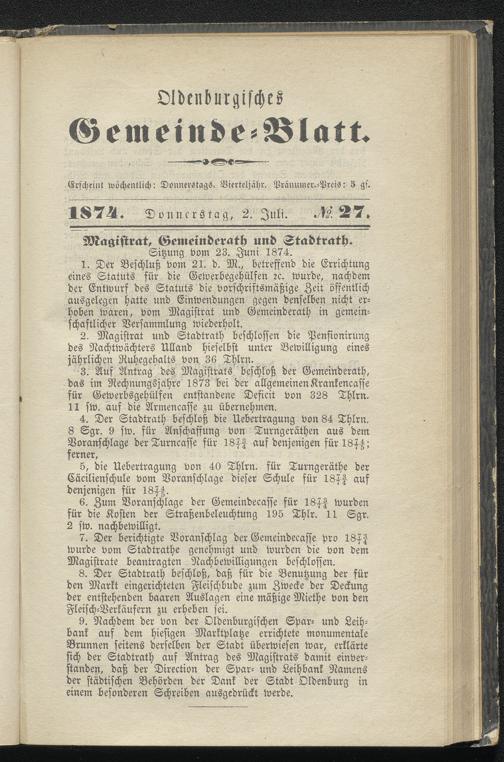 Oldenburgisches
Gemeinde-Blatt.
Erscheint wöchentlich: Donnerstags. Vierteljähr. Pränumer.-Preis: 5 gs.
1874. Donnerstag, 2. Juli. № 27.
Magistrat, Gemeinderath und Stadtrath.
Sitzung vom 23. Juni 1874.
1. Der Beschluß vom 21. d. M., betreffend die Errichtung
eines Statuts für die Gewerbegehülfen ꝛc. wurde, nachdem
der Entwurf des Statuts die vorschriftsmäßige Zeit öffentlich
ausgelegen hatte und Einwendungen gegen denselben nicht er-
hoben waren, vom Magistrat und Gemeinderath in gemein-
schaftlicher Versammlung wiederholt.
2. Magistrat und Stadtrath beschlossen die Pensionirung
des Nachtwächters Ulland hieselbst unter Bewilligung eines
jährlichen Ruhegehalts von 36 Thlrn.
3. Auf Antrag des Magistrats beschloß der Gemeinderath,
das im Rechnungsjahre 1873 bei der allgemeinen Krankencasse
für Gewerbsgehülfen entstandene Deficit von 328 Thlrn.
11 sw. auf die Armencasse zu übernehmen.
4. Der Stadtrath beschloß die Uebertragung von 84 Thlrn.
8 Sgr. 9 sw. für Anschaffung von Turngeräthen aus dem
Voranschlage der Turncasse für 1873/74 auf denjenigen für 1874/5;
ferner,
5, die Uebertragung von 40 Thlrn. für Turngeräthe der
Cäcilienschule vom Voranschlage dieser Schule für 1873/4 auf
denjenigen für 1874/5.
6. Zum Voranschlage der Gemeindecasse für 1873/4 wurden
für die Kosten der Straßenbeleuchtung 195 Thlr. 11 Sgr.
2 sw. nachbewilligt.
7. Der berichtigte Voranschlag der Gemeindecasse pro 1873/4
wurde vom Stadtrathe genehmigt und wurden die von dem
Magistrate beantragten Nachbewilligungen beschlossen.
8. Der Stadtrath beschloß, daß für die Benutzung der für
den Markt eingerichteten Fleischbude zum Zwecke der Deckung
der entstehenden baaren Auslagen eine mäßige Miethe von den
Fleisch-Verkäufern zu erheben sei.
9. Nachdem der von der Oldenburgischen Spar- und Leih-
bank auf dem hiesigen Marktplatze errichtete monumentale
Brunnen seitens derselben der Stadt überwiesen war, erklärte
sich der Stadtrath auf Antrag des Magistrats damit einver-
standen, daß der Direction der Spar- und Leihbank Namens
der städtischen Behörden der Dank der Stadt Oldenburg in
einem besonderen Schreiben ausgedrückt werde.